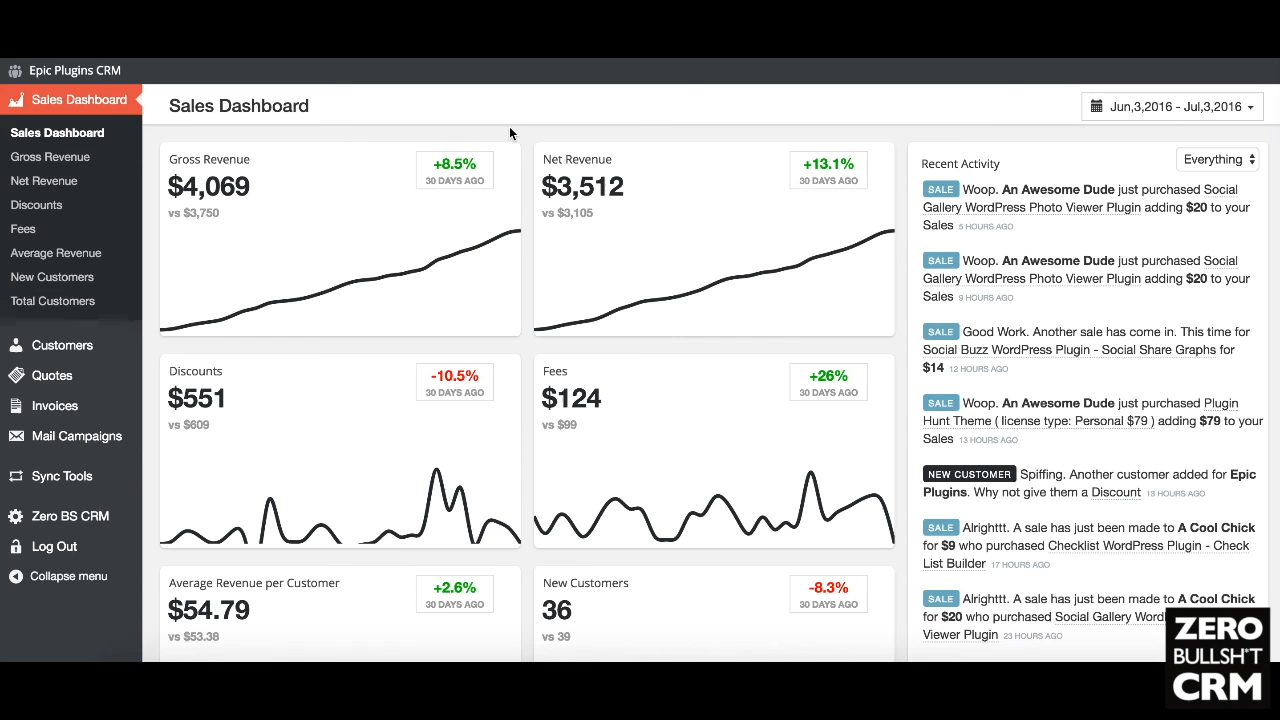 Epic Plugins CRM
Sales Dashboard
Sales Dashboard
Gross Revenue
Net Revenue
Discounts
Fees
Average Revenue
New Customers
Total Customers
Customers
Quotes
Invoices
Mail Campaigns
Sync Tools
Zero BS CRM
Log Out
Collapse menu
Sales Dashboard
Jun,3,2016 - Jul,3,2016
Gross Revenue
$4,069
vs $3,750
+8.5%
30 DAYS AGO
Net Revenue
$3,512
vs $3,105
+13.1%
30 DAYS AGO
Discounts
$551
vs $609
-10.5%
30 DAYS AGO
Fees
$124
vs $99
+26%
30 DAYS AGO
Average Revenue per Customer
$54.79
vs $53.38
+2.6%
30 DAYS AGO
New Customers
36
vs 39
-8.3%
30 DAYS AGO
Recent Activity
Everything
SALE Woop. An Awesome Dude just purchased Social
Gallery WordPress Photo Viewer Plugin adding $20 to your
Sales 5 HOURS AGO
SALE Woop. An Awesome Dude just purchased Social
Gallery WordPress Photo Viewer Plugin adding $20 to your
Sales 9 HOURS AGO
SALE Good Work. Another sale has come in. This time for
Social Buzz WordPress Plugin - Social Share Graphs for
$14 12 HOURS AGO
SALE Woop. An Awesome Dude just purchased Plugin
Hunt Theme ( license type: Personal $79 ) adding $79 to your
Sales 13 HOURS AGO
NEW CUSTOMER Spiffing. Another customer added for Epic
Plugins. Why not give them a Discount 13 HOURS AGO
SALE Alrighttt. A sale has just been made to A Cool Chick
for $9 who purchased Checklist WordPress Plugin - Check
List Builder 17 HOURS AGO
SALE Alrighttt. A sale has just been made to A Cool Chick
for $20 who purchased Social Gallery
Viewer Plugin 23 HOURS AGO
ZERO
BULLSH*T
CRM